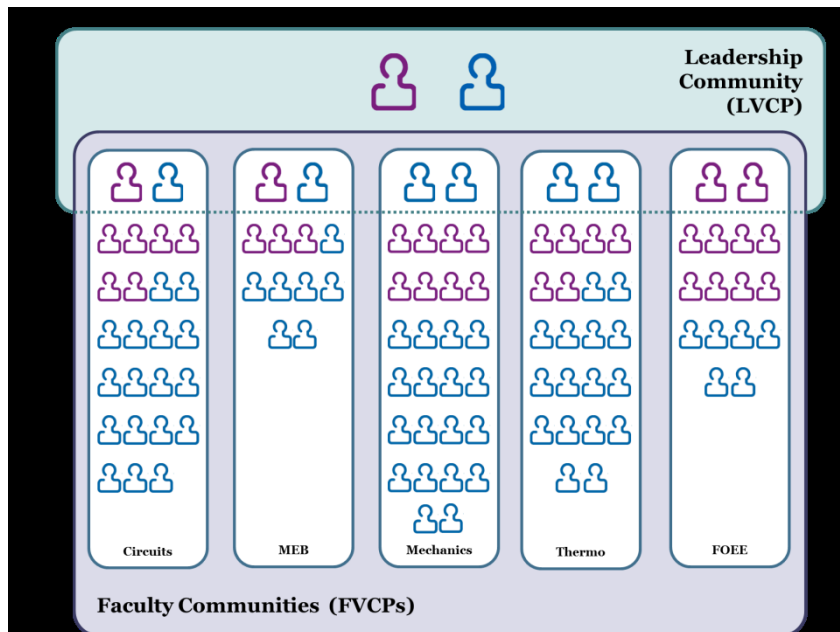 Leadership
Community
(LVCP)
Circuits
MEB
Mechanics
Thermo
FOEE
Faculty Communities (FVCPs)